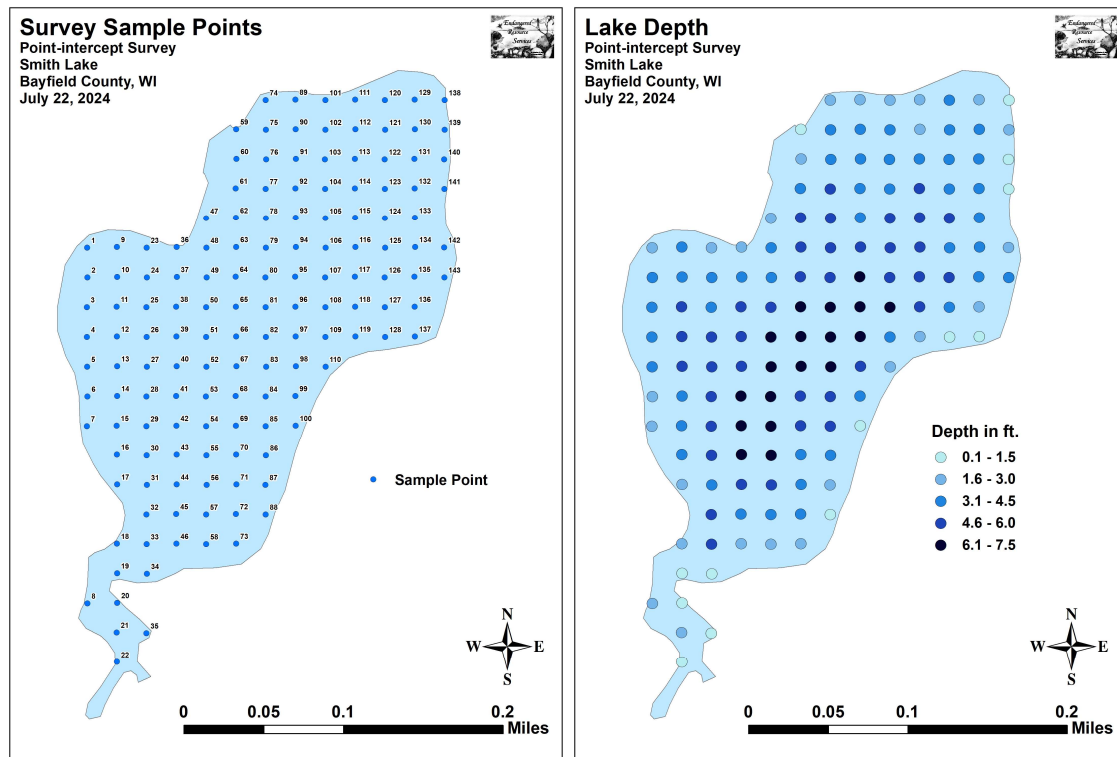 Survey Sample Points
Point-intercept Survey
Smith Lake
Bayfield County, WI
July 22, 2024
Endangered
Resource
Services
74 89 101 111 120 129 138
59 75 90 102 112 121 130 139
60 76 91 103 113 122 131 140
61 77 92 104 114 123 132 141
47 62 78 93 105 115 124 133
1 9 23 36 48 63 79 94 106 116 125 134 142
2 10 24 37 49 64 80 95 107 117 126 135 143
3 11 25 38 50 65 81 96 108 118 127 136
4 12 26 39 51 66 82 97 109 119 128 137
5 13 27 40 52 67 83 98 110
6 14 28 41 53 68 84 99
7 15 29 42 54 69 85 100
16 30 43 55 70 86
17 31 44 56 71 87
32 45 57 72 88
18 33 46 58 73
19 34
8 20
21 35
22
Sample Point
N
W E
S
0 0.05 0.1 0.2
Miles
Lake Depth
Point-intercept Survey
Smith Lake
Bayfield County, WI
July 22, 2024
Endangered
Resource
Services
Depth in ft.
0.1 - 1.5
1.6 - 3.0
3.1 - 4.5
4.6 - 6.0
6.1 - 7.5
N
W E
S
0 0.05 0.1 0.2
Miles